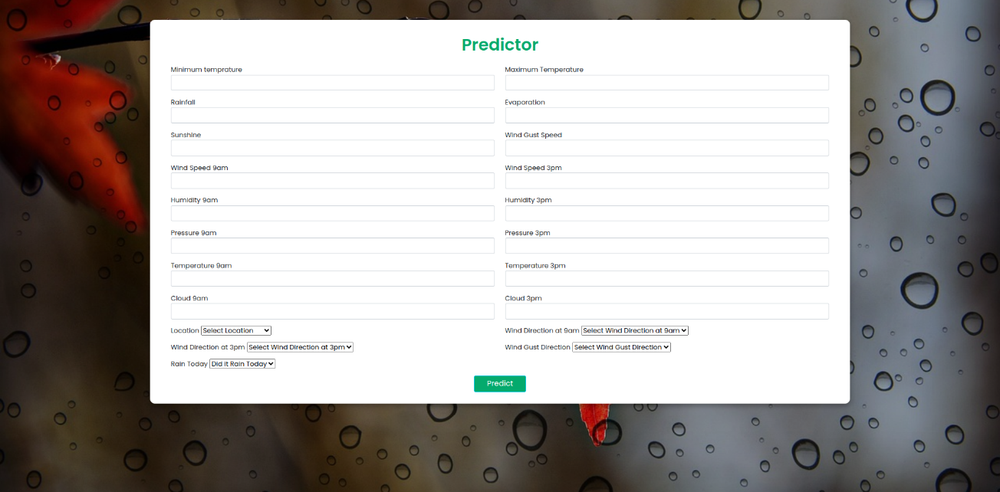 Predictor
Minimum temprature
Maximum Temperature
Rainfall
Evaporation
Sunshine
Wind Gust Speed
Wind Speed 9am
Wind Speed 3pm
Humidity 9am
Humidity 3pm
Pressure 9am
Pressure 3pm
Temperature 9am
Temperature 3pm
Cloud 9am
Cloud 3pm
Location Select Location
Wind Direction at 9am Select Wind Direction at 9am
Wind Direction at 3pm Select Wind Direction at 3pm
Wind Gust Direction Select Wind Gust Direction
Rain Today Did it Rain Today
Predict